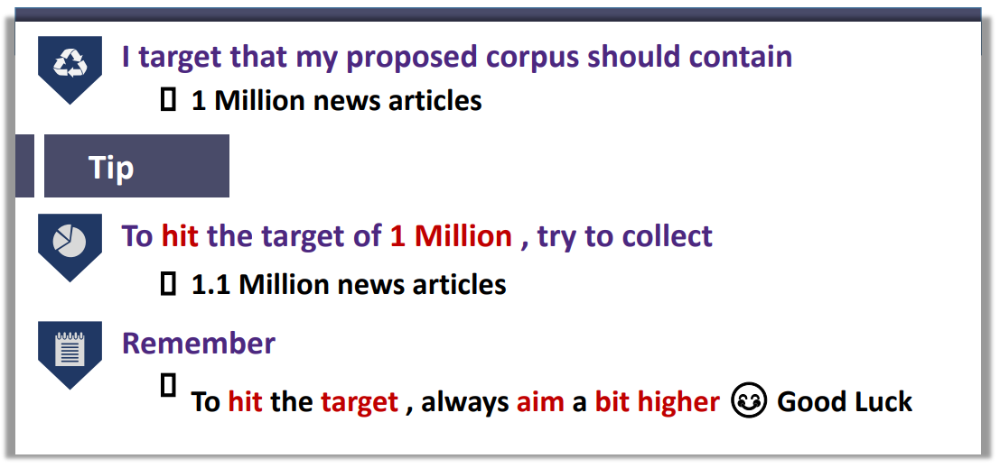 I target that my proposed corpus should contain
1 Million news articles
Tip
To hit the target of 1 Million , try to collect
1.1 Million news articles
Remember
To hit the target , always aim a bit higher 😊 Good Luck